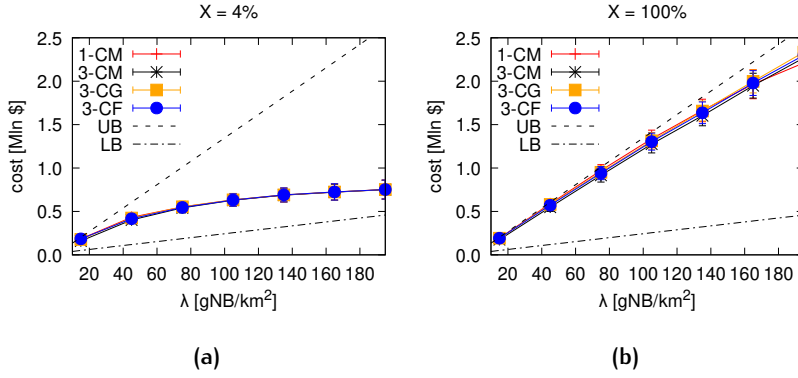 X = 4%
2.5
2.0
1.5
1.0
0.5
0.0
cost [Mln $]
1-CM
3-CM
3-CG
3-CF
UB
LB
20 40 60 80 100 120 140 160 180
λ [gNB/km²]
(a)
X = 100%
2.5
2.0
1.5
1.0
0.5
0.0
cost [Mln $]
1-CM
3-CM
3-CG
3-CF
UB
LB
20 40 60 80 100 120 140 160 180
λ [gNB/km²]
(b)